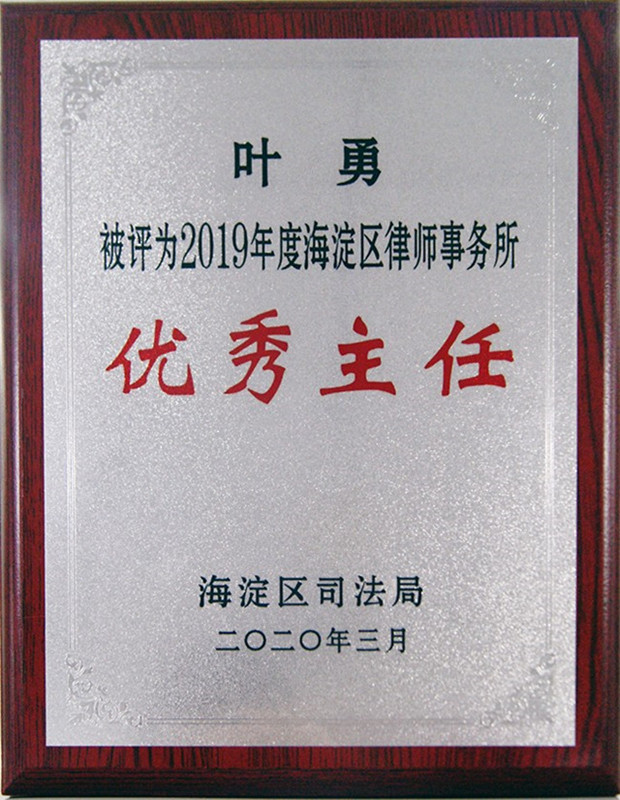 叶 勇
被评为2019年度海淀区律师事务所
优秀主任
海淀区司法局
二〇二〇年三月